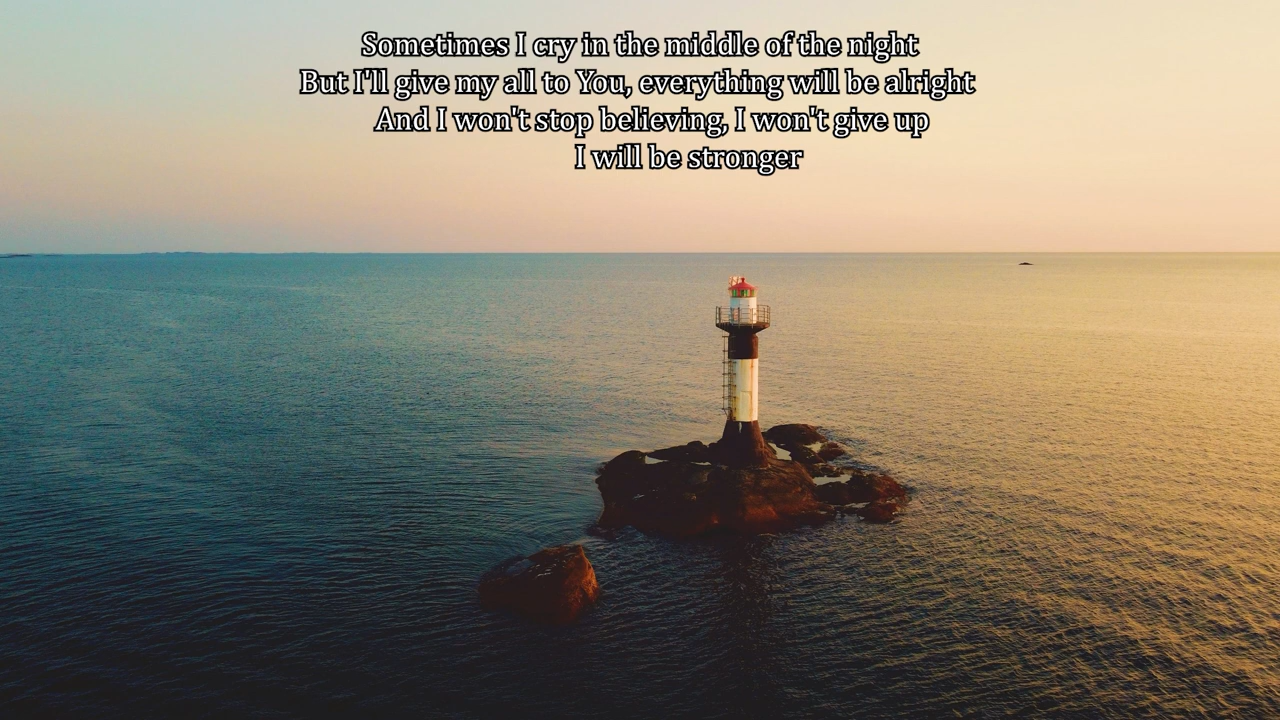 Sometimes I cry in the middle of the night
But I'll give my all to You, everything will be alright
And I won't stop believing, I won't give up
I will be stronger